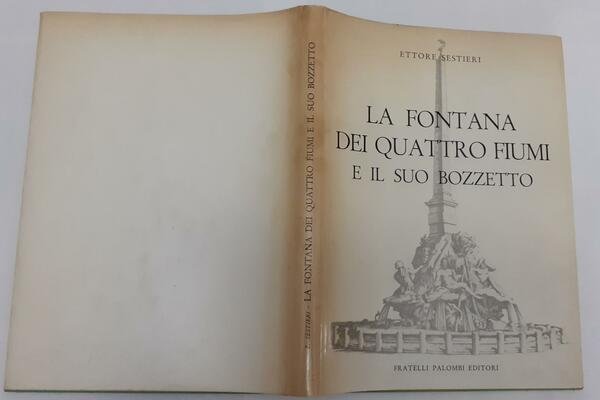 ETTORE SESTIERI
LA FONTANA
DEI QUATTRO FIUMI
E IL SUO BOZZETTO
FRATELLI PALOMBI EDITORI
E. SESTIERI - LA FONTANA DEI QUATTRO FIUMI E IL SUO BOZZETTO